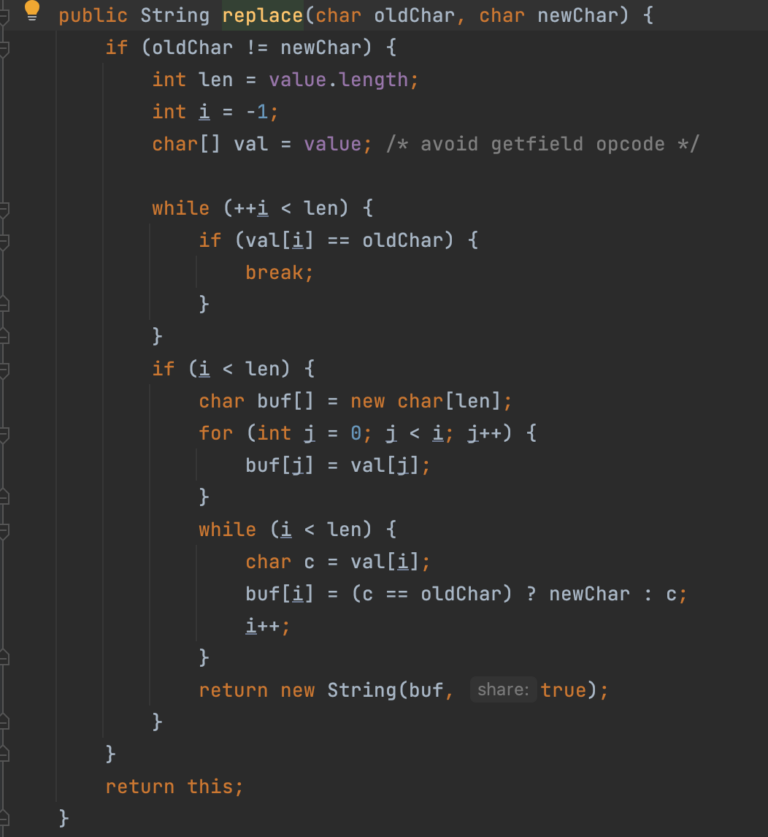 public String replace(char oldChar, char newChar) {
if (oldChar != newChar) {
int len = value.length;
int i = -1;
char[] val = value; /* avoid getfield opcode */
while (++i < len) {
if (val[i] == oldChar) {
break;
}
}
if (i < len) {
char buf[] = new char[len];
for (int j = 0; j < i; j++) {
buf[j] = val[j];
}
while (i < len) {
char c = val[i];
buf[i] = (c == oldChar) ? newChar : c;
i++;
}
return new String(buf, share: true);
}
}
return this;
}